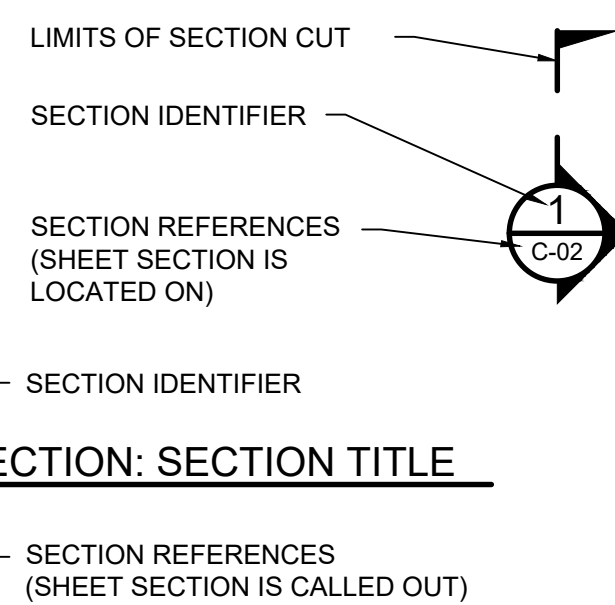 LIMITS OF SECTION CUT
SECTION IDENTIFIER
1
SECTION REFERENCES
(SHEET SECTION IS
LOCATED ON)
C-02
SECTION IDENTIFIER
ECTION: SECTION TITLE
SECTION REFERENCES
(SHEET SECTION IS CALLED OUT)